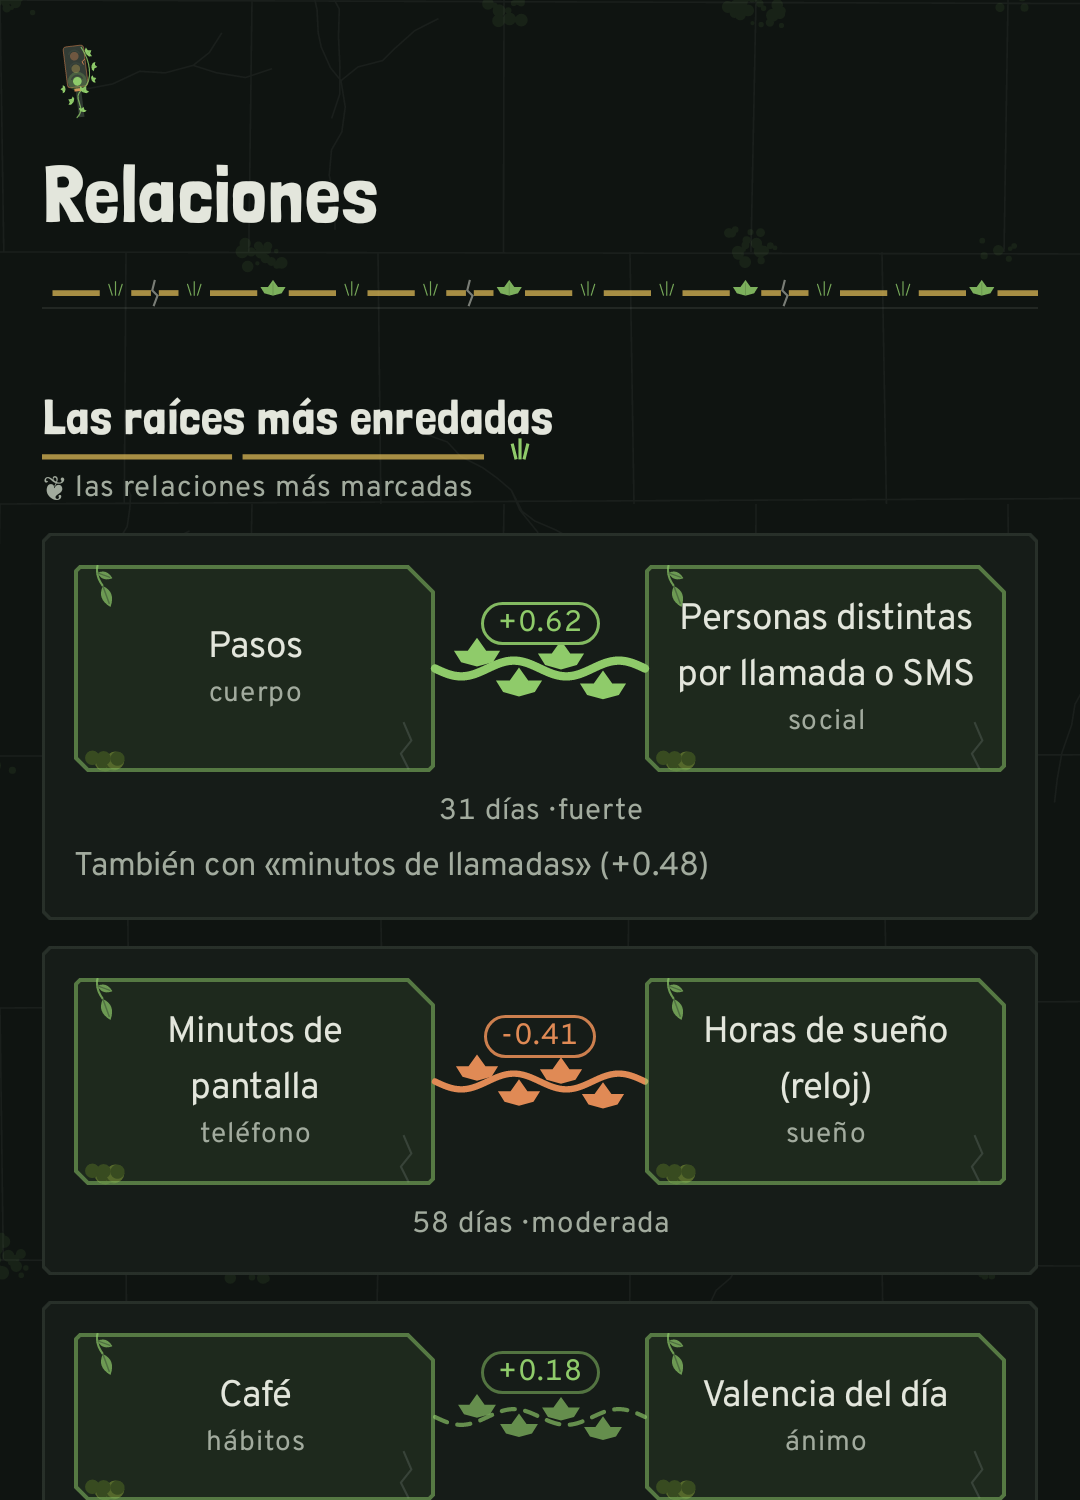 Relaciones
Las raíces más enredadas
❦ las relaciones más marcadas
Pasos
cuerpo
+0.62
Personas distintas
por llamada o SMS
social
31 días ·fuerte
También con «minutos de llamadas» (+0.48)
Minutos de
pantalla
teléfono
-0.41
Horas de sueño
(reloj)
sueño
58 días ·moderada
Café
hábitos
+0.18
Valencia del día
ánimo